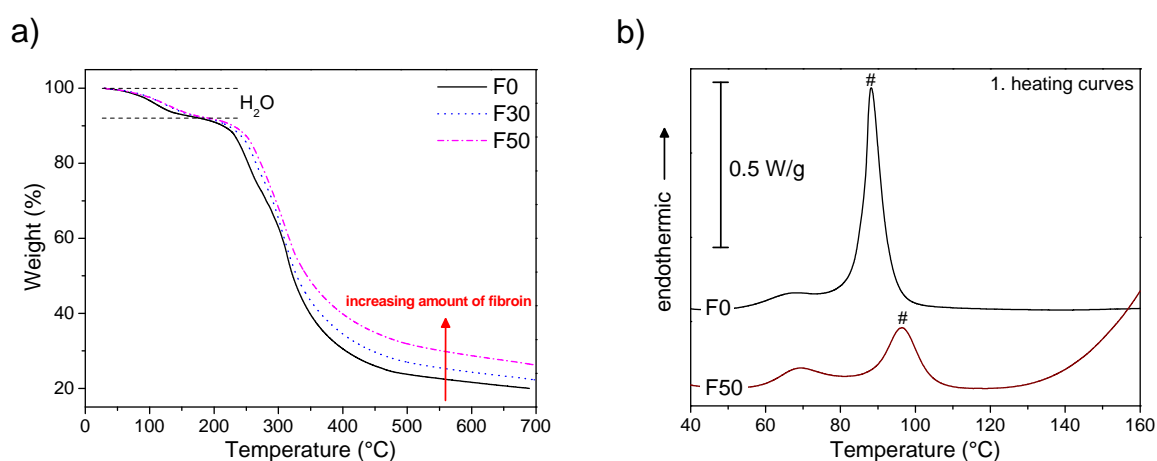 a)
100
80
60
40
20
0
100
200
300
400
500
600
700
Weight (%)
Temperature (°C)
H₂O
F0
F30
F50
increasing amount of fibroin
b)
#
1. heating curves
0.5 W/g
endothermic
F0
#
F50
40
60
80
100
120
140
160
Temperature (°C)